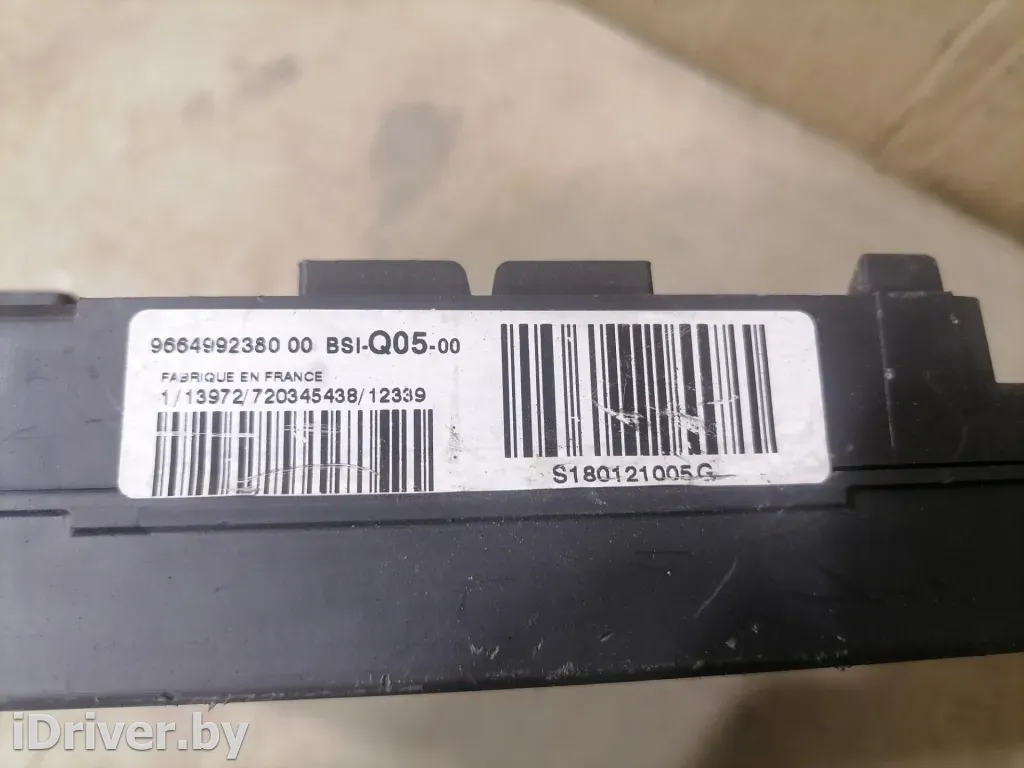 9664992380 00 BSI-Q05-00
FABRIQUE EN FRANCE
1/13972/720345438/12339
S180121005G
iDriver.by